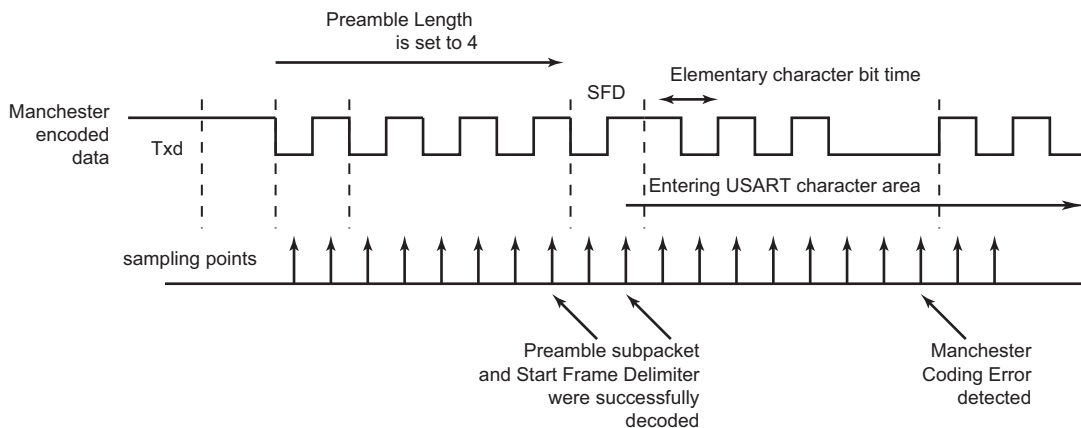 Preamble Length
is set to 4
Elementary character bit time
SFD
Manchester
encoded
data
Txd
Entering USART character area
sampling points
Preamble subpacket
and Start Frame Delimiter
were successfully
decoded
Manchester
Coding Error
detected